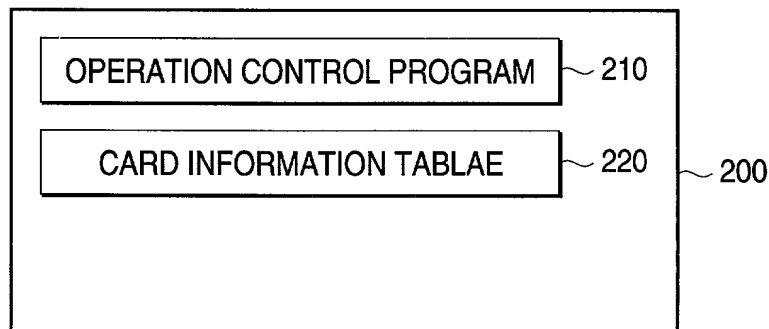 OPERATION CONTROL PROGRAM 210
CARD INFORMATION TABLAE 220
200